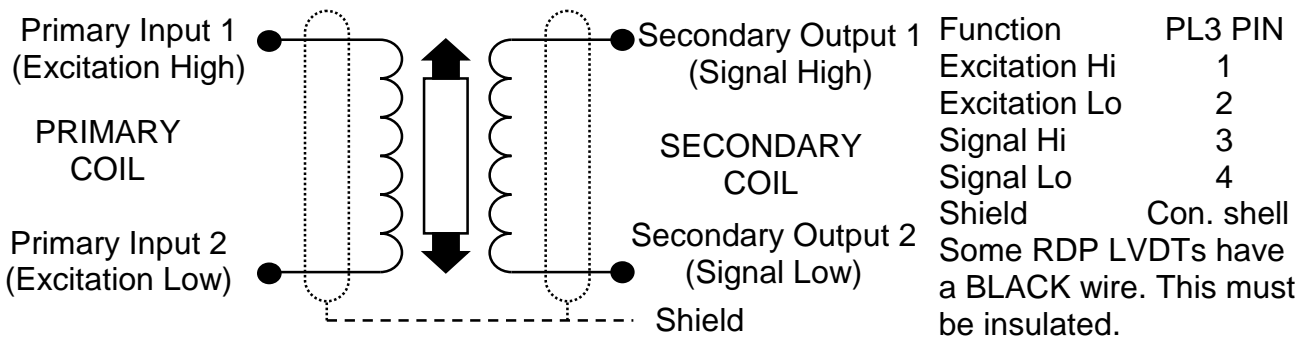 Primary Input 1
(Excitation High)
PRIMARY
COIL
Primary Input 2
(Excitation Low)
Secondary Output 1
(Signal High)
SECONDARY
COIL
Secondary Output 2
(Signal Low)
Shield
Function PL3 PIN
Excitation Hi 1
Excitation Lo 2
Signal Hi 3
Signal Lo 4
Shield Con. shell
Some RDP LVDTs have
a BLACK wire. This must
be insulated.